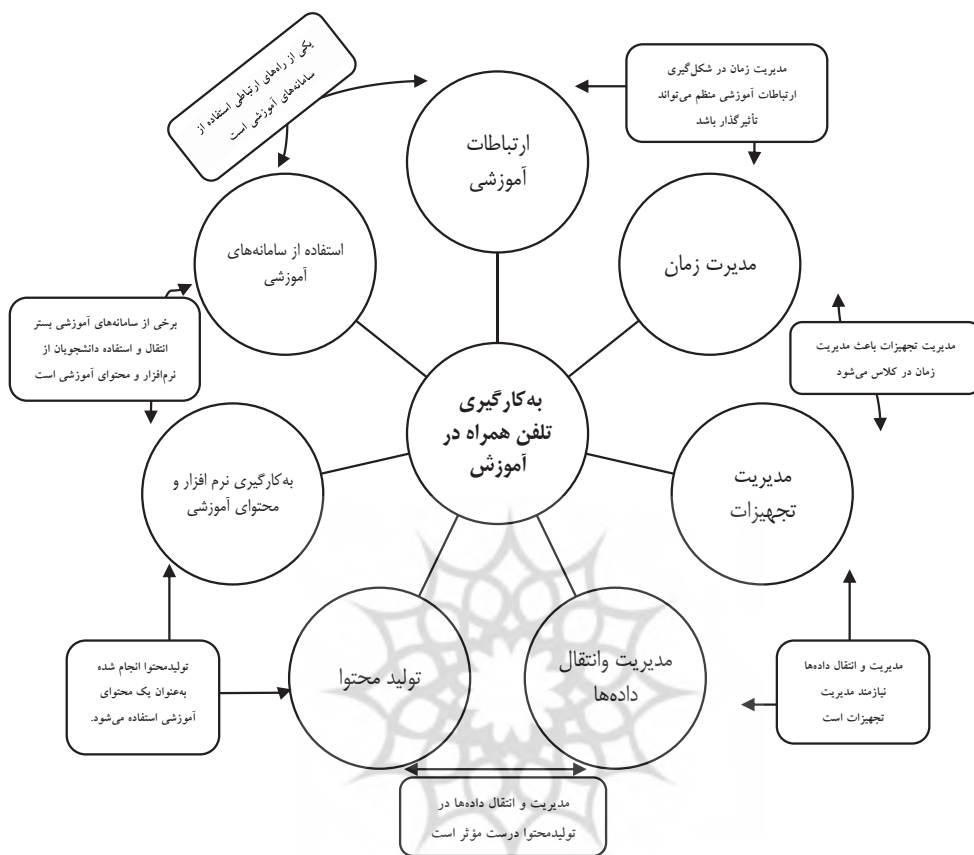 یکی از راه‌های ارتباطی استفاده از
سامانه‌های آموزشی است
مدیریت زمان در شکل‌گیری
ارتباطات آموزشی منظم می‌تواند
تأثیرگذار باشد
ارتباطات
آموزشی
استفاده از سامانه‌های
آموزشی
مدیرت زمان
برخی از سامانه‌های آموزشی بستر
انتقال و استفاده دانشجویان از
نرم‌افزار و محتوای آموزشی است
مدیریت تجهیزات باعث مدیریت
زمان در کلاس می‌شود
به‌کارگیری
تلفن همراه در
آموزش
به‌کارگیری نرم افزار و
محتوای آموزشی
مدیریت
تجهیزات
تولیدمحتوا انجام شده
به‌عنوان یک محتوای
آموزشی استفاده می‌شود.
تولید محتوا
مدیریت وانتقال
داده‌ها
مدیریت و انتقال داده‌ها
نیازمند مدیریت
تجهیزات است
مدیریت و انتقال داده‌ها در
تولیدمحتوا درست مؤثر است